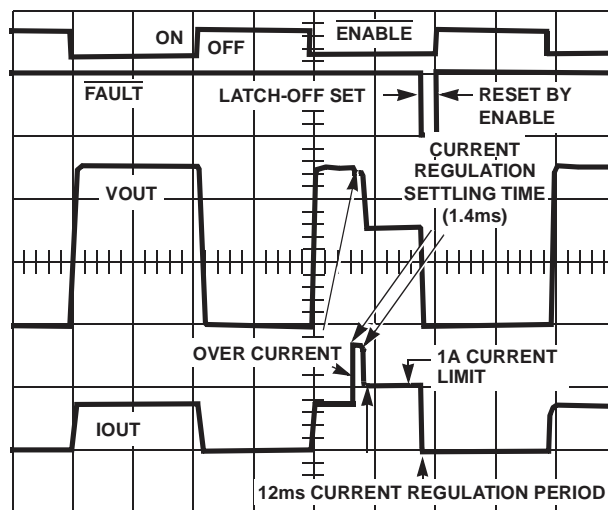 ON
OFF
ENABLE
FAULT
LATCH-OFF SET
RESET BY
ENABLE
CURRENT
REGULATION
SETTLING TIME
(1.4ms)
VOUT
OVER CURRENT
1A CURRENT
LIMIT
IOUT
12ms CURRENT REGULATION PERIOD